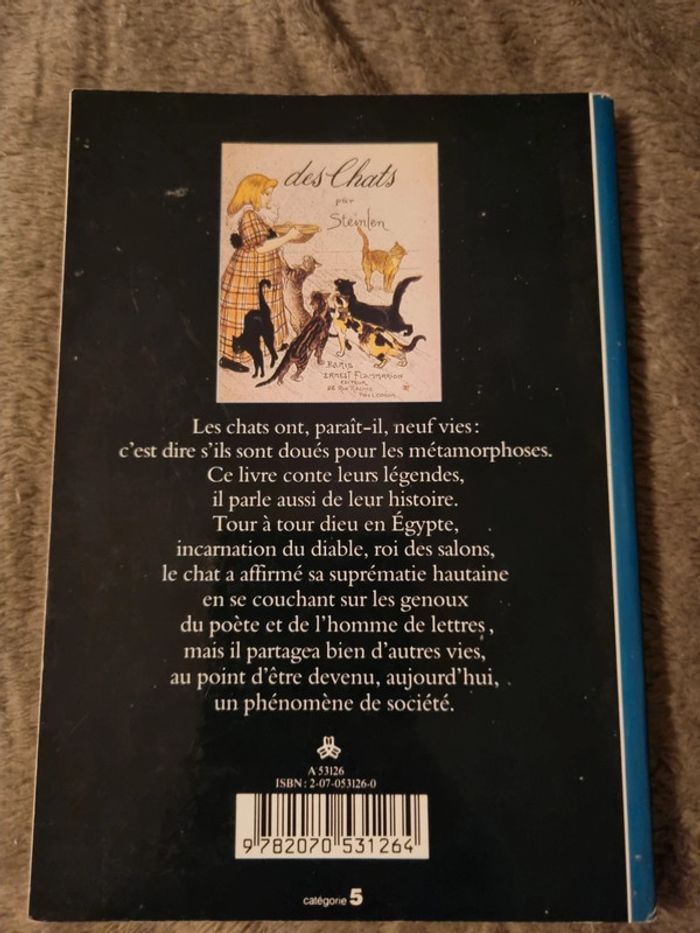 des Chats
par
Steinlen
PARIS
ERNEST FLAMMARION
EDITEUR
26 RUE RACINE
Les chats ont, paraît-il, neuf vies :
c'est dire s'ils sont doués pour les métamorphoses.
Ce livre conte leurs légendes,
il parle aussi de leur histoire.
Tour à tour dieu en Égypte,
incarnation du diable, roi des salons,
le chat a affirmé sa suprématie hautaine
en se couchant sur les genoux
du poète et de l'homme de lettres,
mais il partagea bien d'autres vies,
au point d'être devenu, aujourd'hui,
un phénomène de société.
A 53126
ISBN : 2-07-053126-0
9 782070 531264
catégorie 5